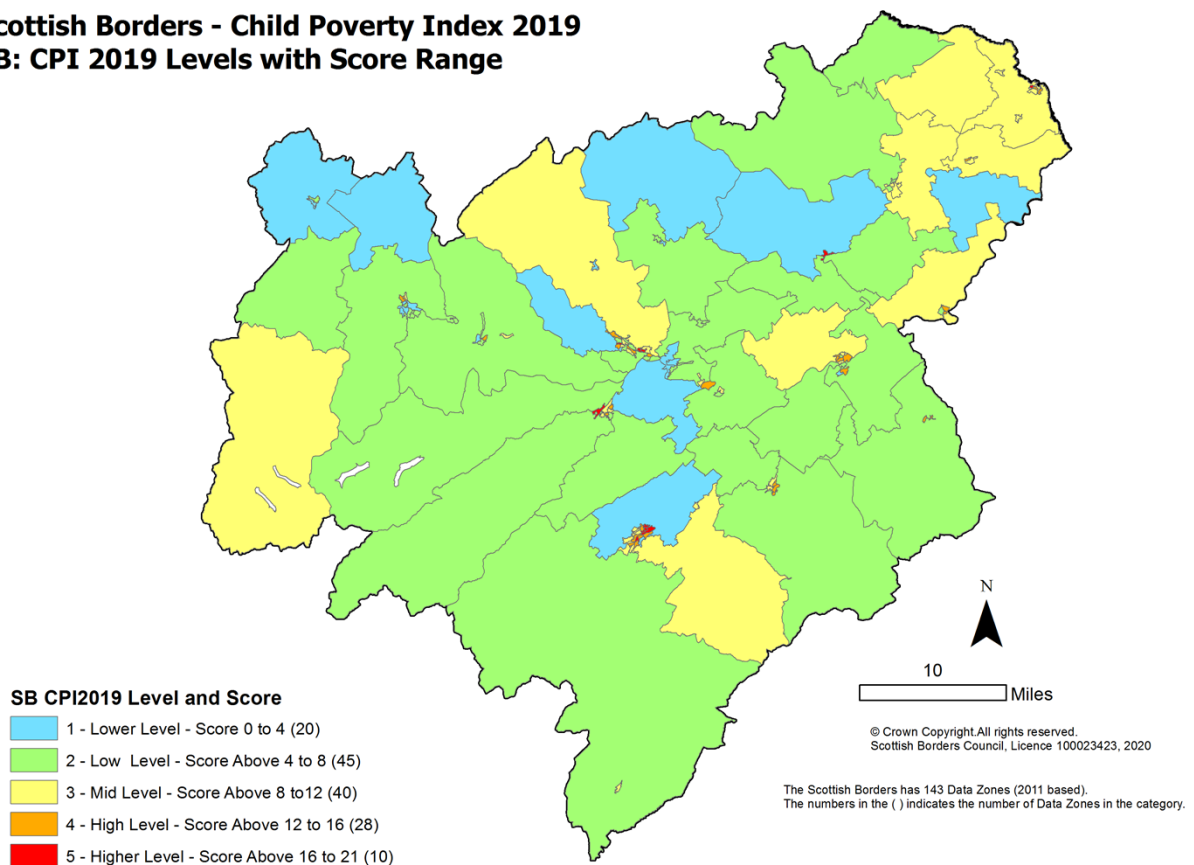 cottish Borders - Child Poverty Index 2019
B: CPI 2019 Levels with Score Range
N
10
Miles
SB CPI2019 Level and Score
1 - Lower Level - Score 0 to 4 (20)
2 - Low Level - Score Above 4 to 8 (45)
3 - Mid Level - Score Above 8 to12 (40)
4 - High Level - Score Above 12 to 16 (28)
5 - Higher Level - Score Above 16 to 21 (10)
© Crown Copyright.All rights reserved.
Scottish Borders Council, Licence 100023423, 2020
The Scottish Borders has 143 Data Zones (2011 based).
The numbers in the ( ) indicates the number of Data Zones in the category.